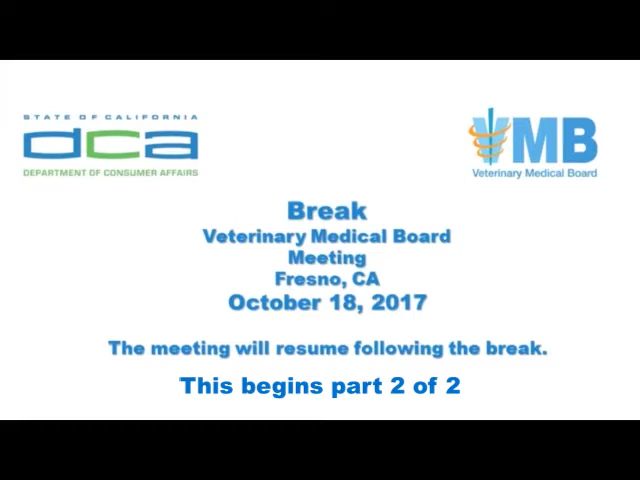 STATE OF CALIFORNIA
dca
DEPARTMENT OF CONSUMER AFFAIRS
VMB
Veterinary Medical Board
Break
Veterinary Medical Board
Meeting
Fresno, CA
October 18, 2017
The meeting will resume following the break.
This begins part 2 of 2